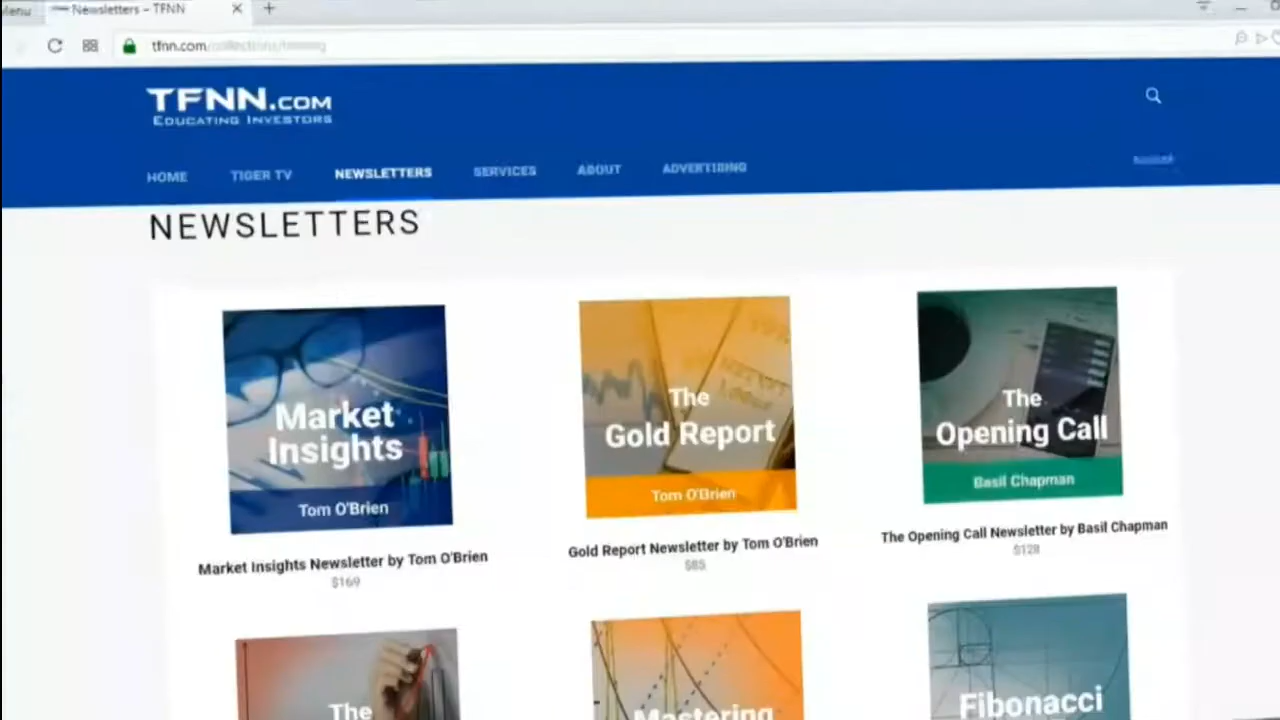 Newsletters – TFNN
tfnn.com
TFNN.COM
EDUCATING INVESTORS
HOME TIGER TV NEWSLETTERS SERVICES ABOUT ADVERTISING
NEWSLETTERS
Market
Insights
Tom O'Brien
Market Insights Newsletter by Tom O'Brien
$169
The
Gold Report
Tom O'Brien
Gold Report Newsletter by Tom O'Brien
$85
The
Opening Call
Basil Chapman
The Opening Call Newsletter by Basil Chapman
$128
The
Mastering
Fibonacci